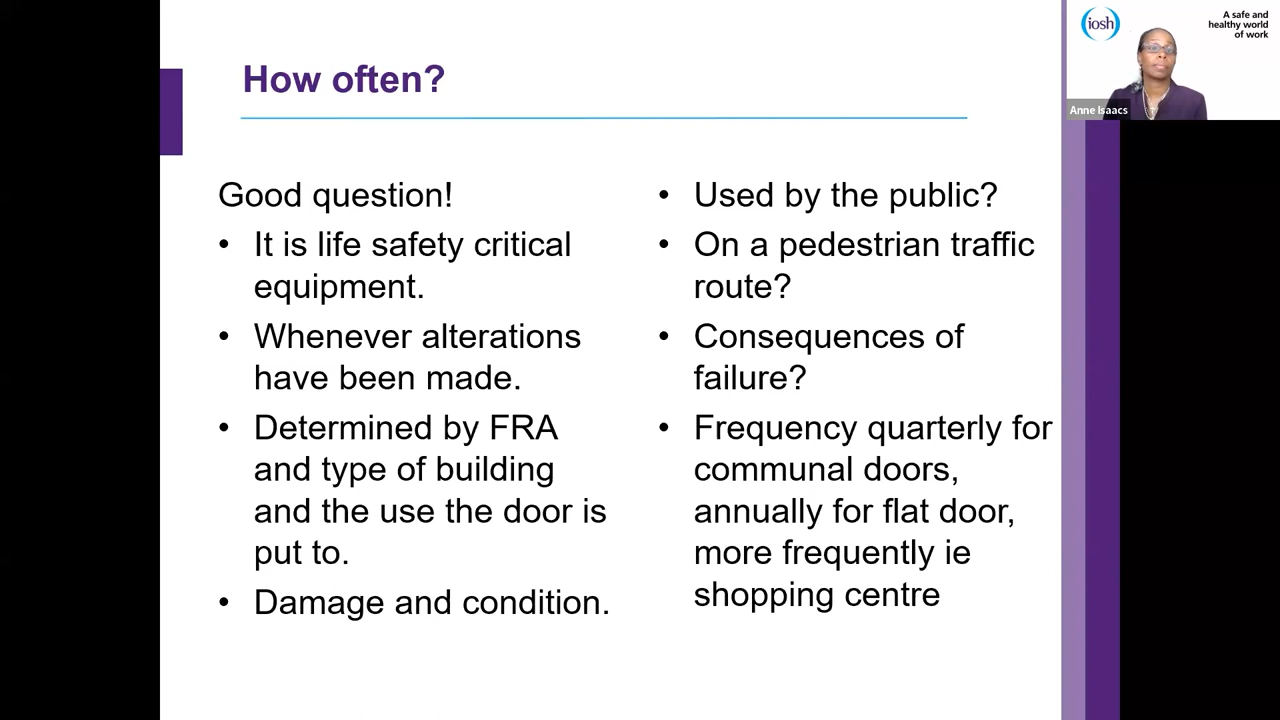 How often?
Good question!
• It is life safety critical
equipment.
• Whenever alterations
have been made.
• Determined by FRA
and type of building
and the use the door is
put to.
• Damage and condition.
• Used by the public?
• On a pedestrian traffic
route?
• Consequences of
failure?
• Frequency quarterly for
communal doors,
annually for flat door,
more frequently ie
shopping centre
iosh
A safe and
healthy world
of work
Anne Isaacs